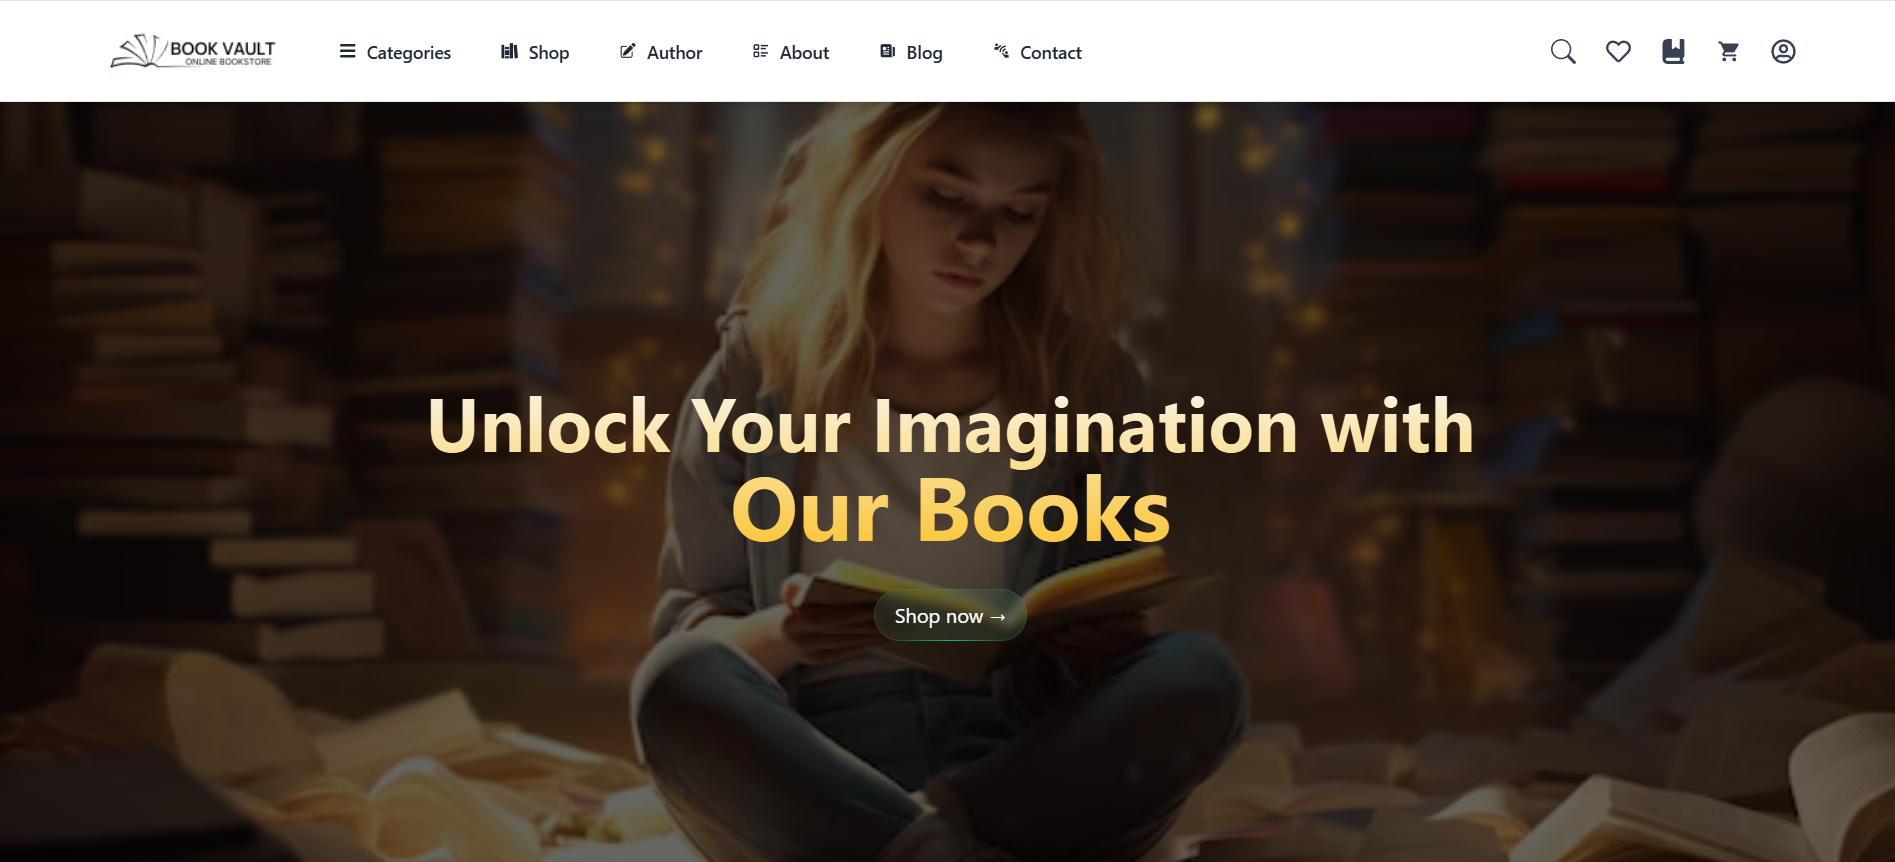 BOOK VAULT
ONLINE BOOKSTORE
Categories
Shop
Author
About
Blog
Contact
Unlock Your Imagination with
Our Books
Shop now →